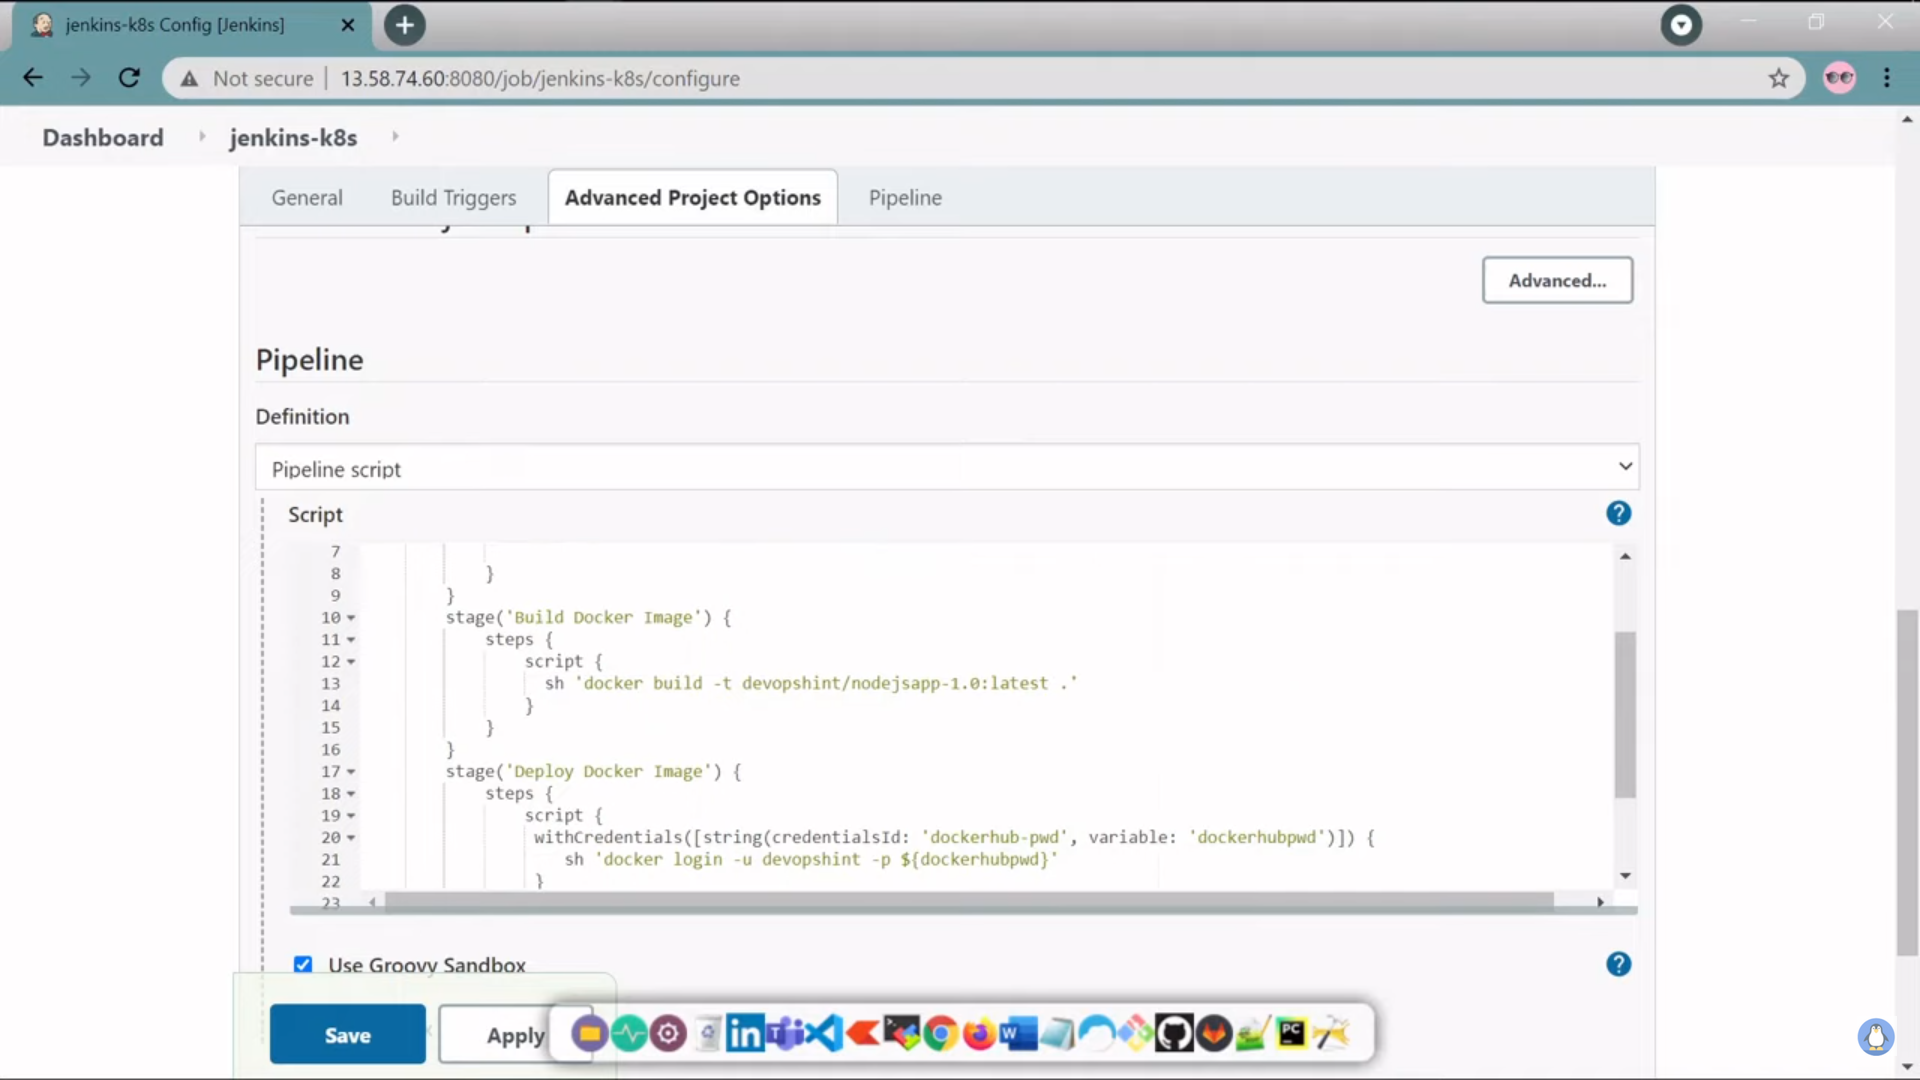 jenkins-k8s Config [Jenkins]
Not secure | 13.58.74.60:8080/job/jenkins-k8s/configure
Dashboard
jenkins-k8s
General
Build Triggers
Advanced Project Options
Pipeline
Advanced...
Pipeline
Definition
Pipeline script
Script
?
7
8 }
9 }
10 stage('Build Docker Image') {
11 steps {
12 script {
13 sh 'docker build -t devopshint/nodejsapp-1.0:latest .'
14 }
15 }
16 }
17 stage('Deploy Docker Image') {
18 steps {
19 script {
20 withCredentials([string(credentialsId: 'dockerhub-pwd', variable: 'dockerhubpwd')]) {
21 sh 'docker login -u devopshint -p ${dockerhubpwd}'
22 }
23
Use Groovy Sandbox
?
Save
Apply
in
W
PC